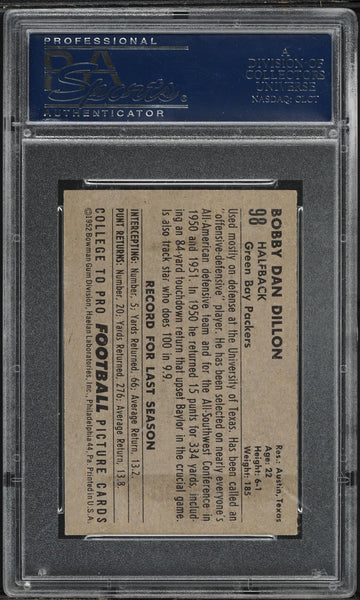 PROFESSIONAL
PSA
Sports
AUTHENTICATOR
A
DIVISION OF
COLLECTORS
UNIVERSE
NASDAQ: CLCT
BOBBY DAN DILLON
98 HALFBACK
Green Bay Packers
Res.: Austin, Texas
Age: 22
Height: 6-1
Weight: 185
Used mostly on defense at the University of Texas. Has been called an
"offensive-defensive" player. He has been selected on nearly everyone's
All-American defensive team and for the All-Southwest Conference in
1950 and 1951. In 1950 he returned 15 punts for 334 yards, includ-
ing an 84-yard touchdown return that upset Baylor in the crucial game.
Is also track star, who does 100 in 9.9.
RECORD FOR LAST SEASON
INTERCEPTING: Number, 5; Yards Returned, 66; Average Return, 13.2.
PUNT RETURNS: Number, 20; Yards Returned, 276; Average Return, 13.8.
COLLEGE TO PRO FOOTBALL PICTURE CARDS
©1952 Bowman Gum Division, Haelan Laboratories, Inc., Philadelphia 44, Pa. Printed in U.S.A.